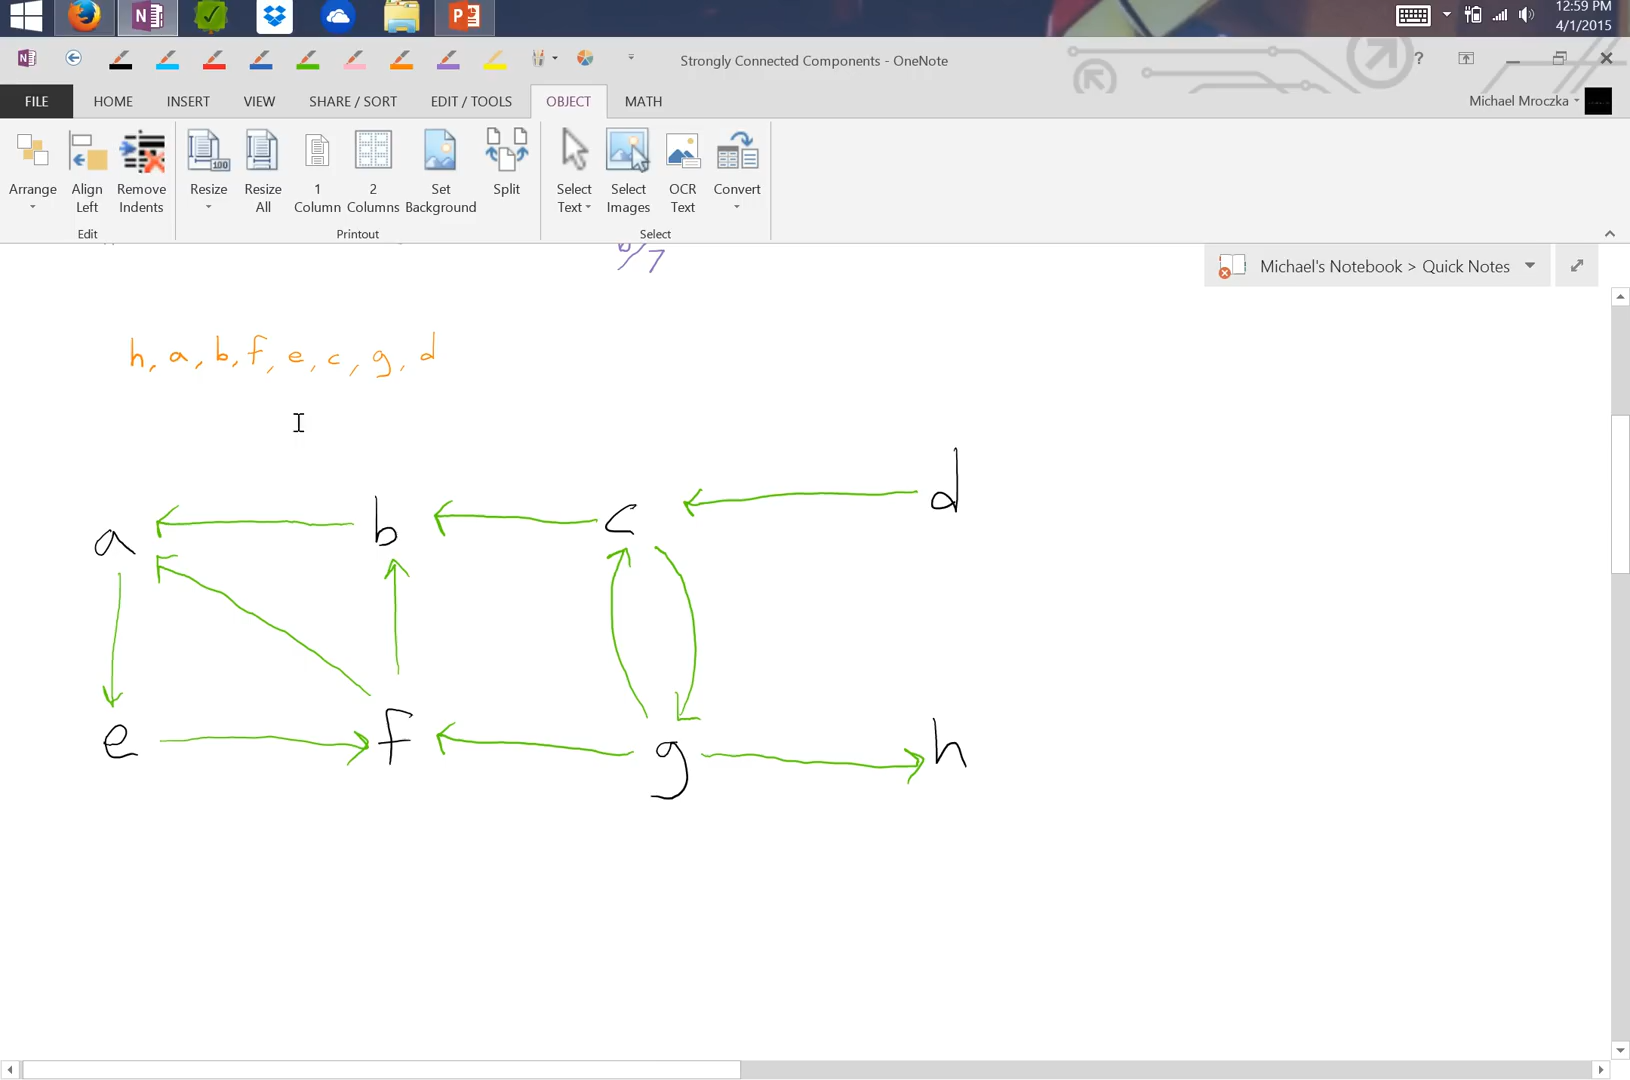 12:59 PM
4/1/2015
Strongly Connected Components - OneNote
?
FILE HOME INSERT VIEW SHARE / SORT EDIT / TOOLS OBJECT MATH
Michael Mroczka
Arrange Align Left Remove Indents Resize Resize All 1 Column 2 Columns Set Background Split Select Text Select Images OCR Text Convert
Edit Printout Select
Michael's Notebook > Quick Notes
h, a, b, f, e, c, g, d
d
a b c
e f g h